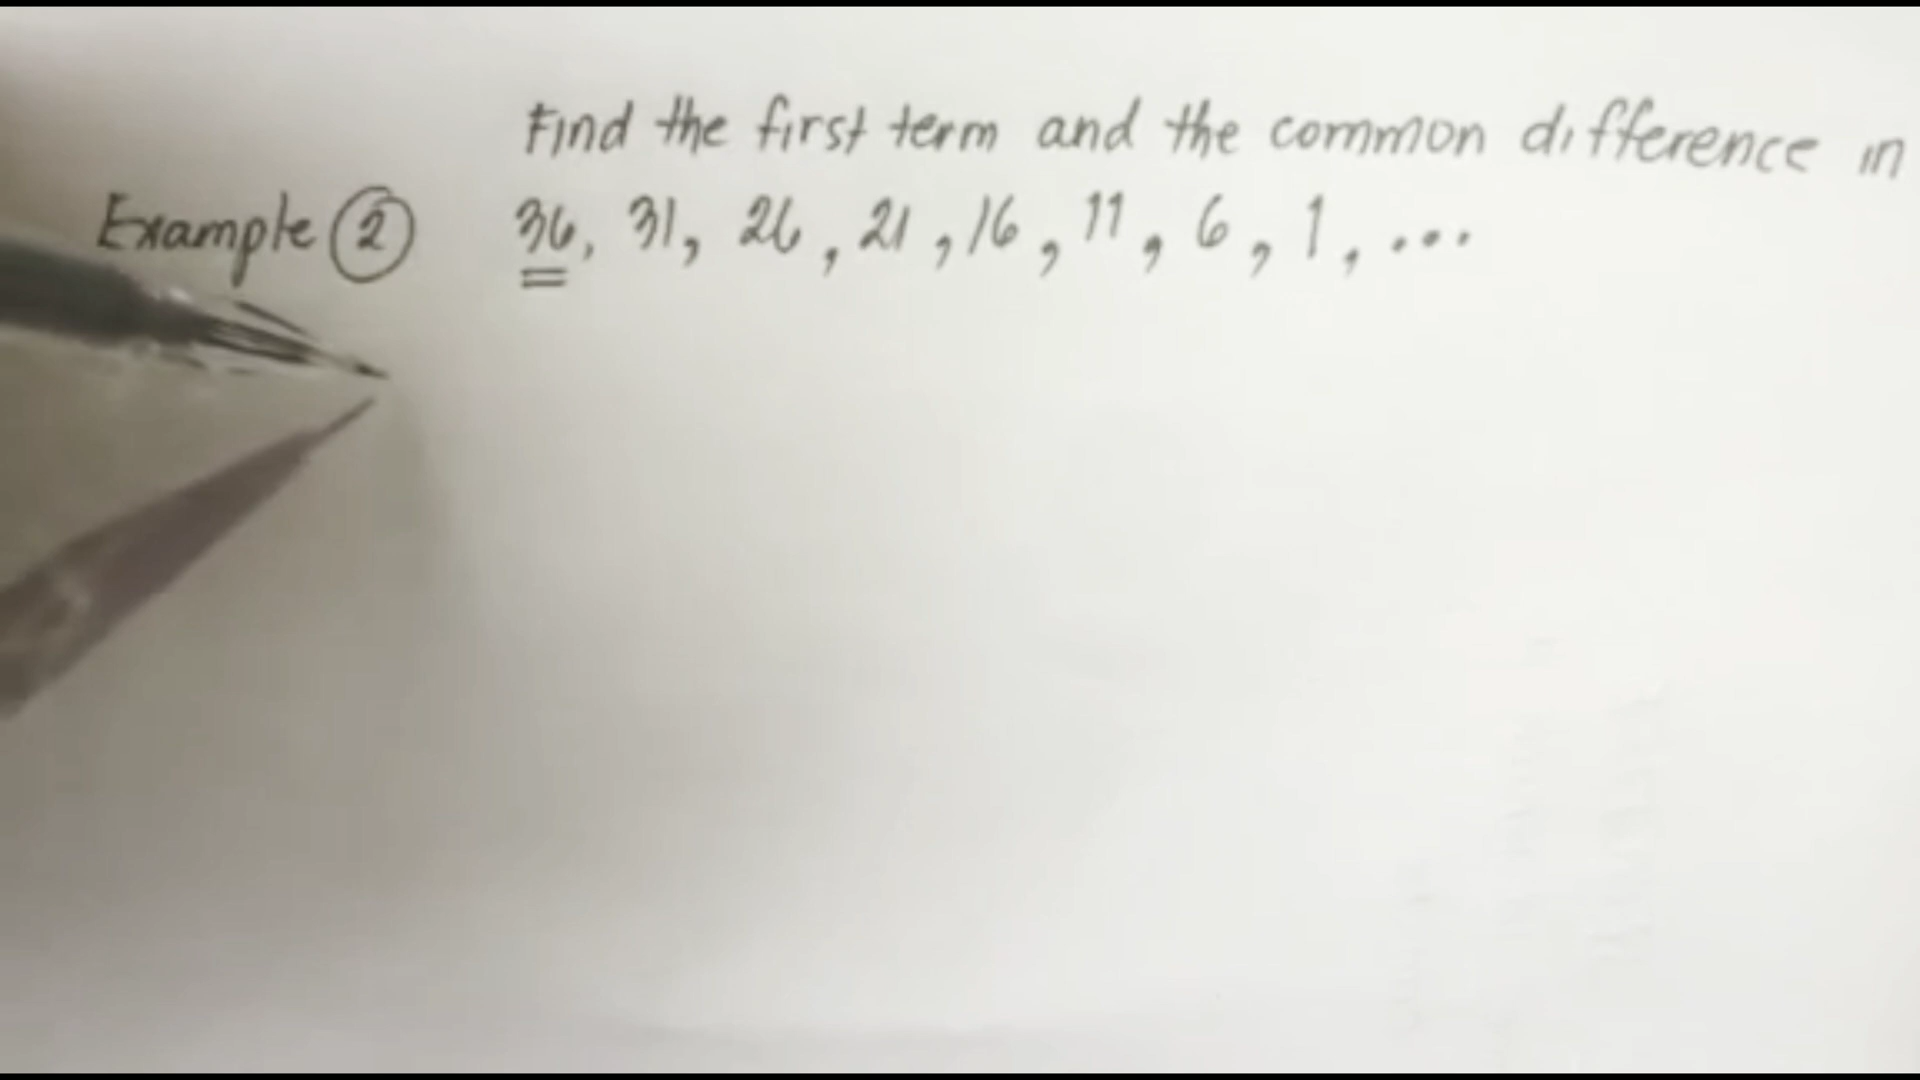 Find the first term and the common difference in
Example ② 36, 31, 26, 21, 16, 11, 6, 1, ...